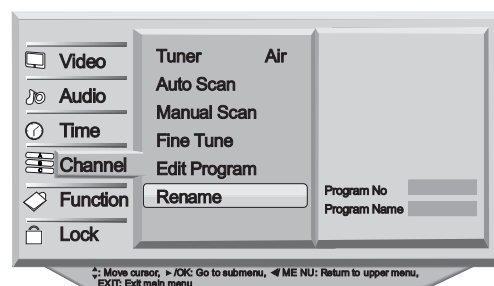 Video
Audio
Time
Channel
Function
Lock
Tuner Air
Auto Scan
Manual Scan
Fine Tune
Edit Program
Rename
Program No
Program Name
: Move cursor, ►/OK: Go to submenu, ◄/ ME NU: Return to upper menu,
EXIT: Exit main menu